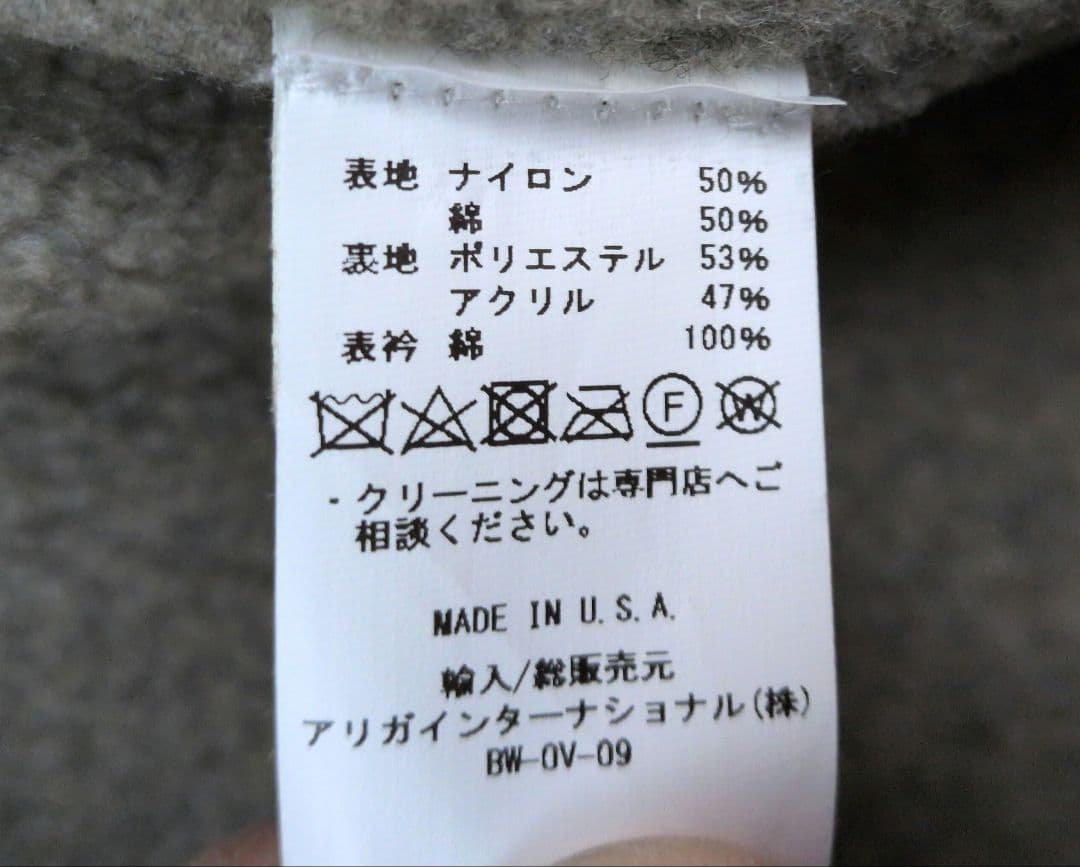 表地 ナイロン 50%
綿 50%
裏地 ポリエステル 53%
アクリル 47%
表衿 綿 100%
F W
- クリーニングは専門店へご
相談ください。
MADE IN U.S.A.
輸入/総販売元
アリガインターナショナル(株)
BW-OV-09